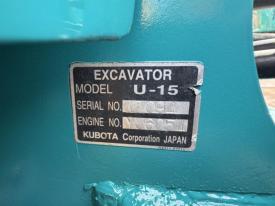 EXCAVATOR
MODEL U-15
SERIAL NO.
ENGINE NO.
KUBOTA Corporation JAPAN